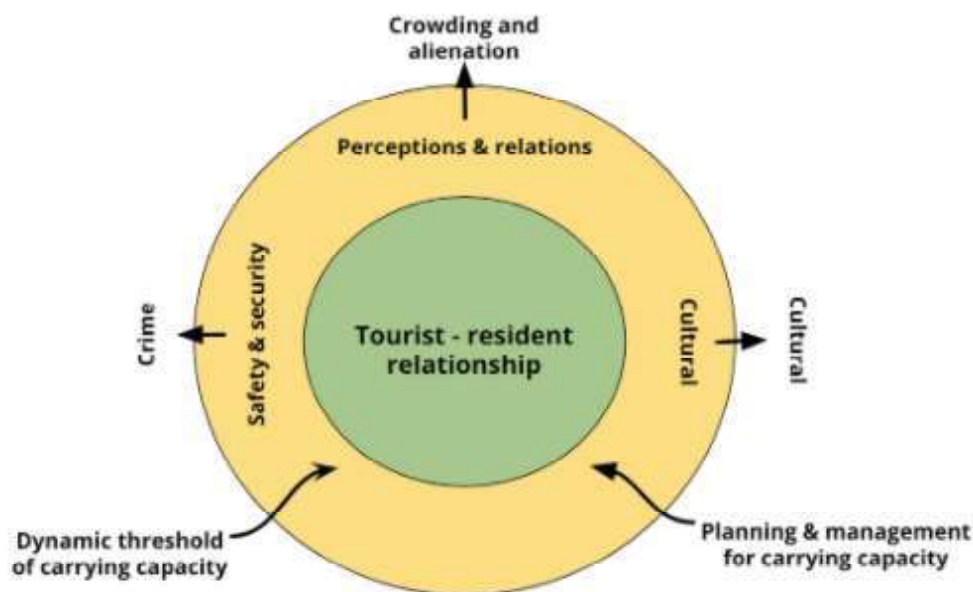 Crowding and
alienation
Perceptions & relations
Crime
Safety & security
Tourist - resident
relationship
Cultural
Cultural
Dynamic threshold
of carrying capacity
Planning & management
for carrying capacity